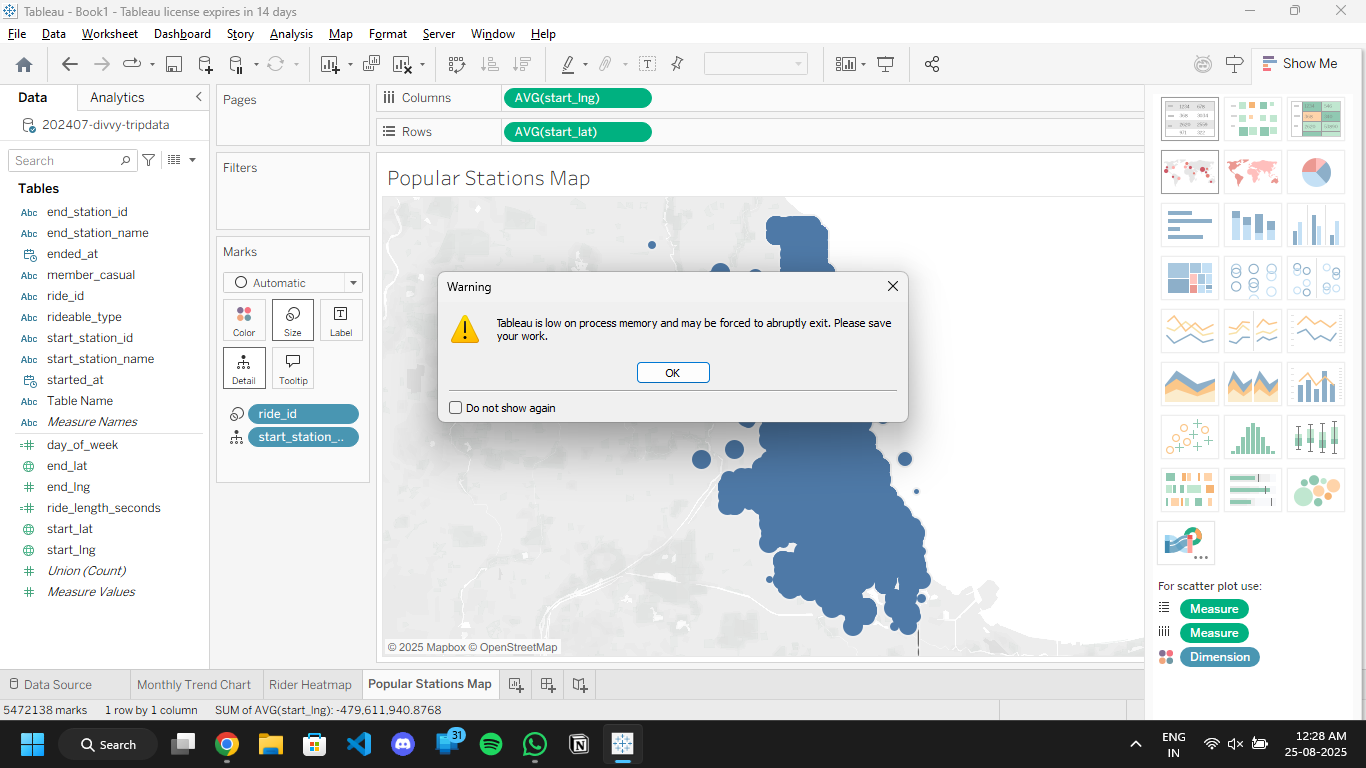 Tableau - Book1 - Tableau license expires in 14 days
File Data Worksheet Dashboard Story Analysis Map Format Server Window Help
Show Me
Data Analytics
202407-divvy-tripdata
Search
Tables
Abc end_station_id
Abc end_station_name
ended_at
Abc member_casual
Abc ride_id
Abc rideable_type
Abc start_station_id
Abc start_station_name
started_at
Abc Table Name
Abc Measure Names
day_of_week
end_lat
end_lng
ride_length_seconds
start_lat
start_lng
Union (Count)
Measure Values
Pages
Filters
Marks
Automatic
Color Size Label
Detail Tooltip
ride_id
start_station_..
Columns AVG(start_lng)
Rows AVG(start_lat)
Popular Stations Map
Warning
Tableau is low on process memory and may be forced to abruptly exit. Please save
your work.
OK
Do not show again
© 2025 Mapbox © OpenStreetMap
For scatter plot use:
Measure
Measure
Dimension
Data Source Monthly Trend Chart Rider Heatmap Popular Stations Map
5472138 marks 1 row by 1 column SUM of AVG(start_lng): -479,611,940.8768
Search
31
ENG
IN
12:28 AM
25-08-2025